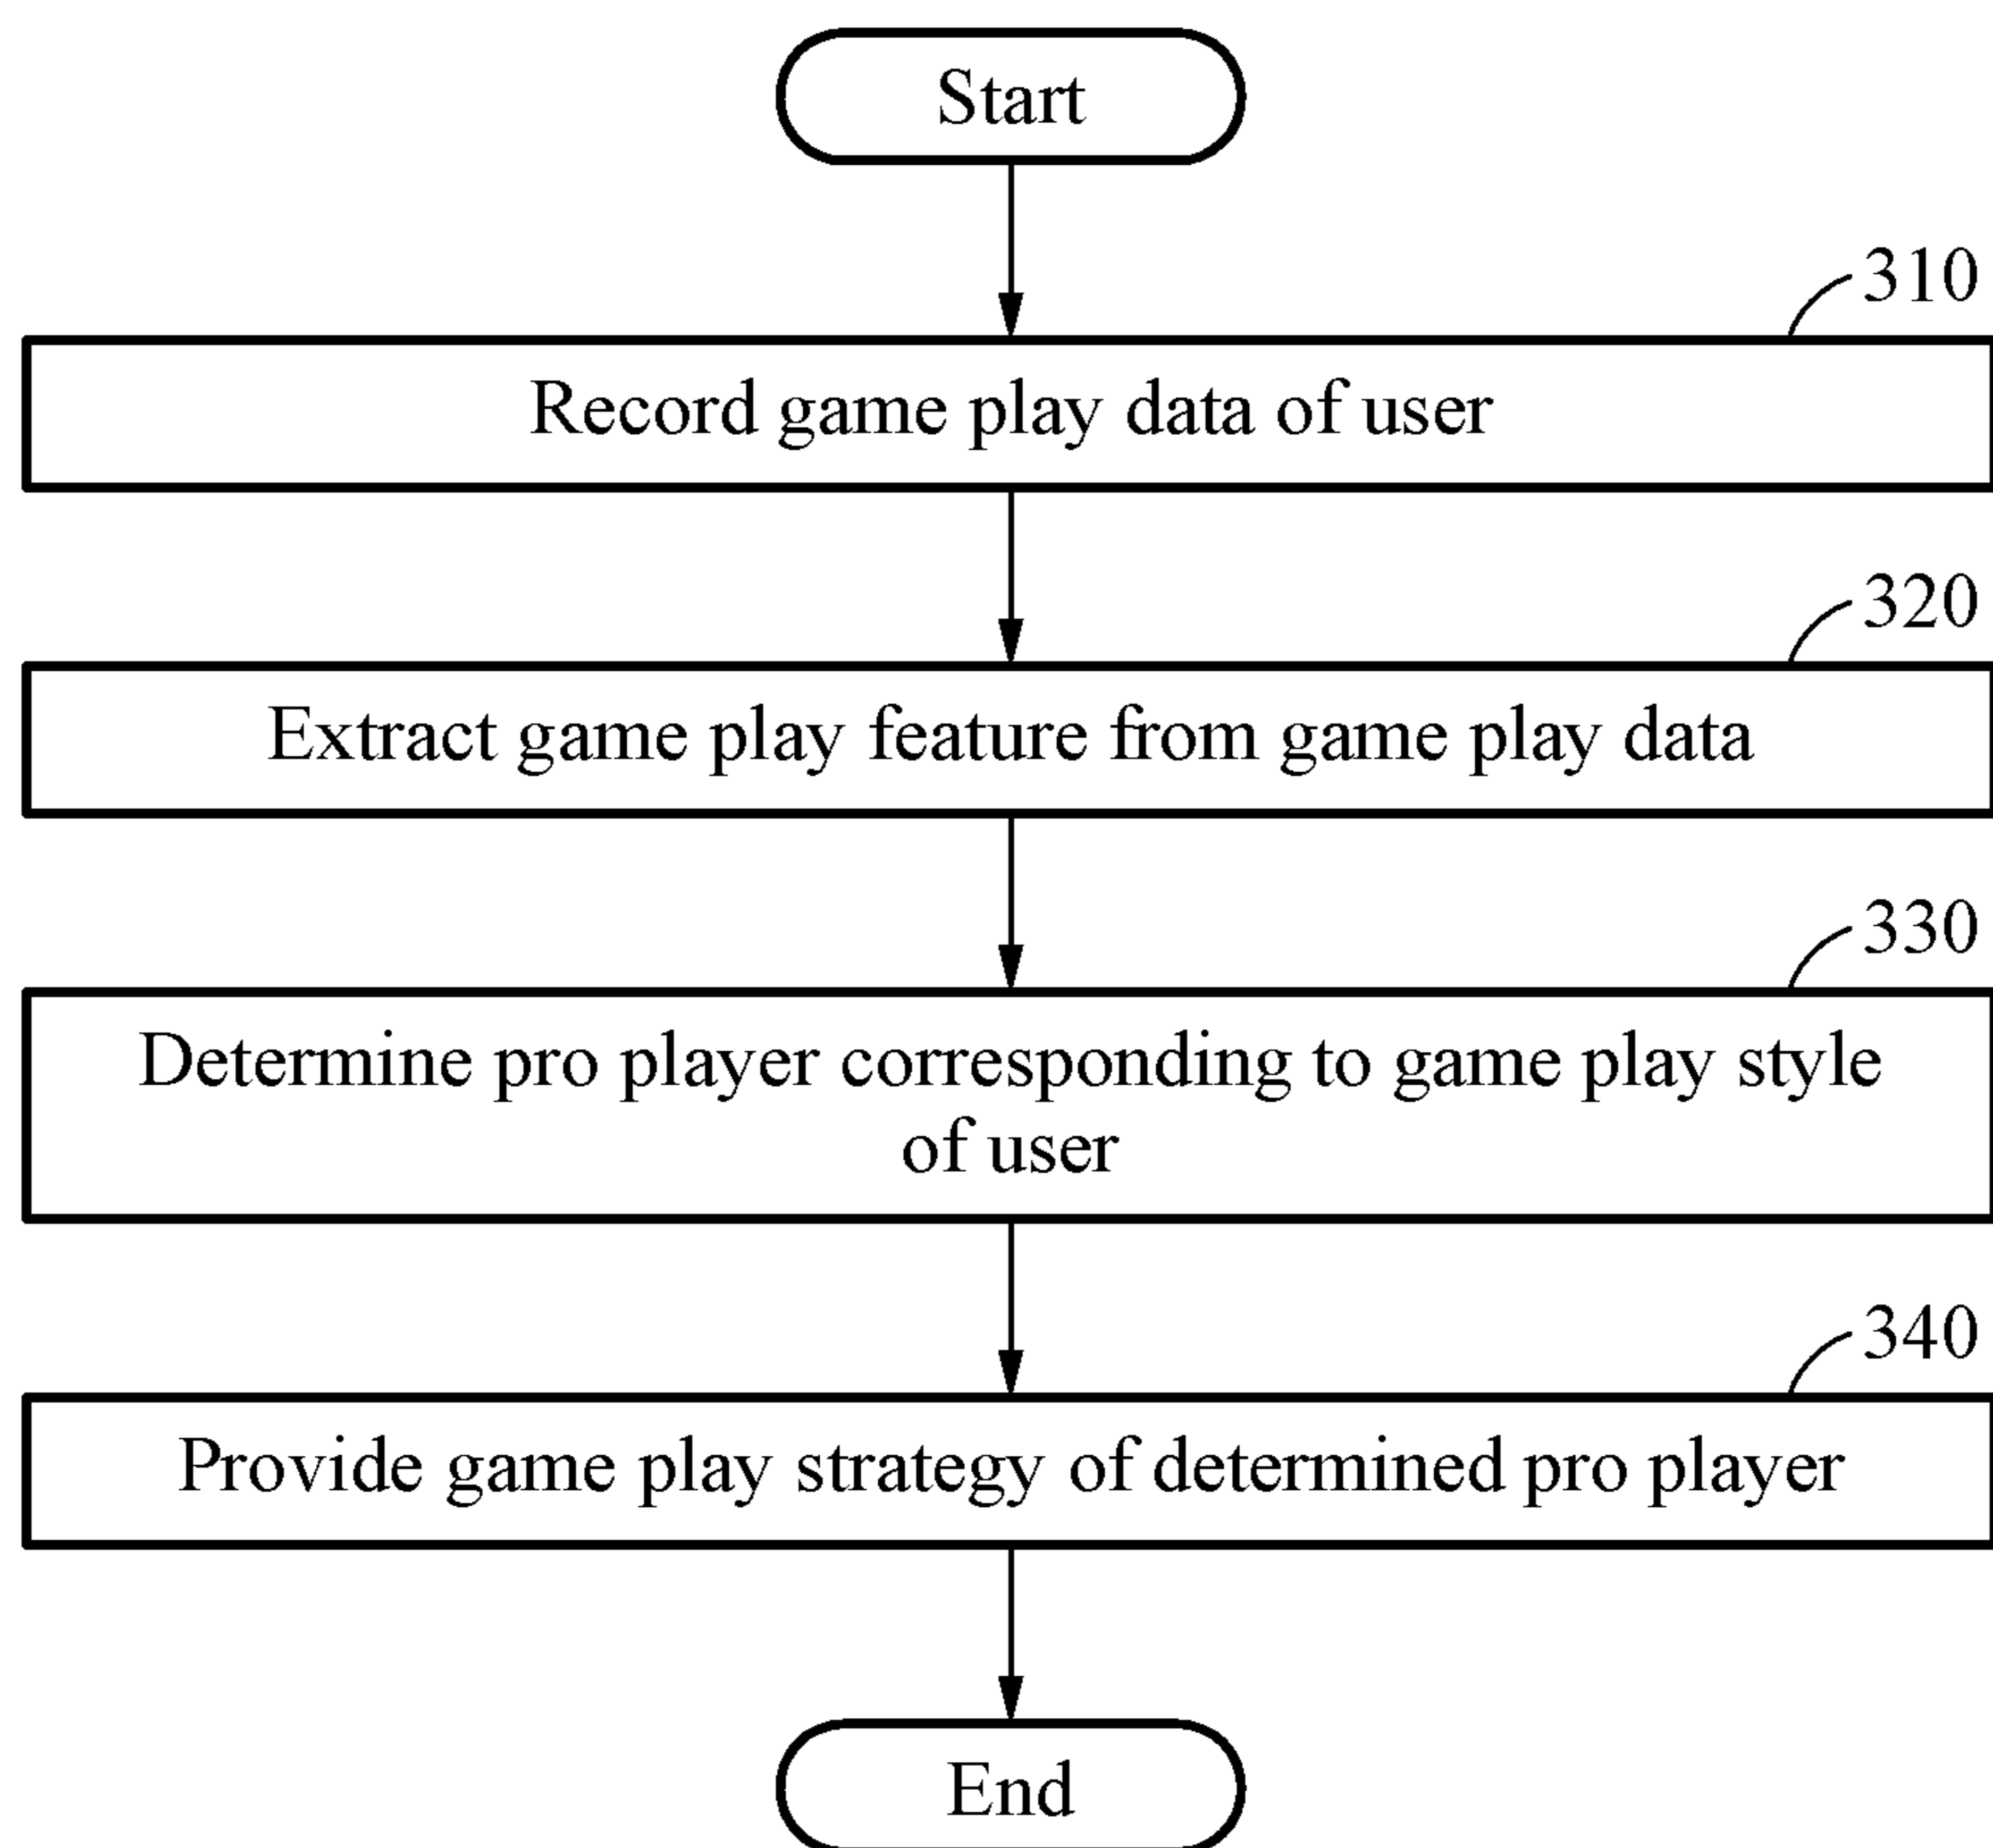 Start
310
Record game play data of user
320
Extract game play feature from game play data
330
Determine pro player corresponding to game play style
of user
340
Provide game play strategy of determined pro player
End